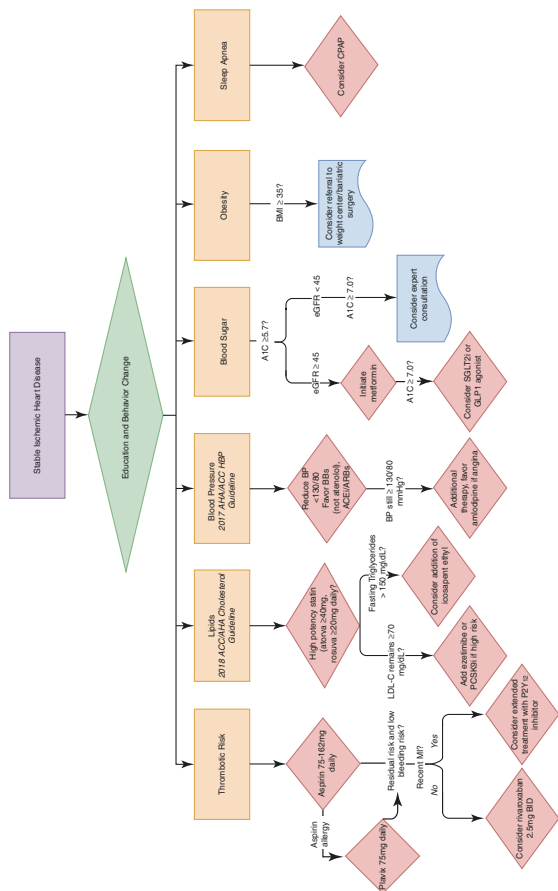 Stable Ischemic Heart Disease
Education and Behavior Change
Thrombotic Risk
Lipids
2018 ACC/AHA Cholesterol
Guideline
Blood Pressure
2017 AHA/ACC HBP
Guideline
Blood Sugar
Obesity
Sleep Apnea
Aspirin 75-162mg
daily
Aspirin
allergy
Plavix 75mg daily
Residual risk and low
bleeding risk?
Recent MI?
No
Yes
Consider rivaroxaban
2.5mg BID
Consider extended
treatment with P2Y12
inhibitor
High potency statin
(atorva ≥40mg,
rosuva ≥20mg daily?
LDL-C remains ≥70
mg/dL?
Fasting Triglycerides
> 150 mg/dL?
Add ezetimibe or
PCSK9i if high risk
Consider addition of
icosapent ethyl
Reduce BP
<130/80
Favor BBs
(not atenolol),
ACEi/ARBs
BP still ≥ 130/80
mmHg?
Additional
therapy, favor
amlodipine if angina.
A1C ≥5.7?
eGFR ≥ 45
eGFR < 45
Initiate
metformin
A1C ≥ 7.0?
A1C ≥ 7.0?
Consider SGLT2i or
GLP1 agonist
Consider expert
consultation
BMI ≥ 35?
Consider referral to
weight center/bariatric
surgery
Consider CPAP